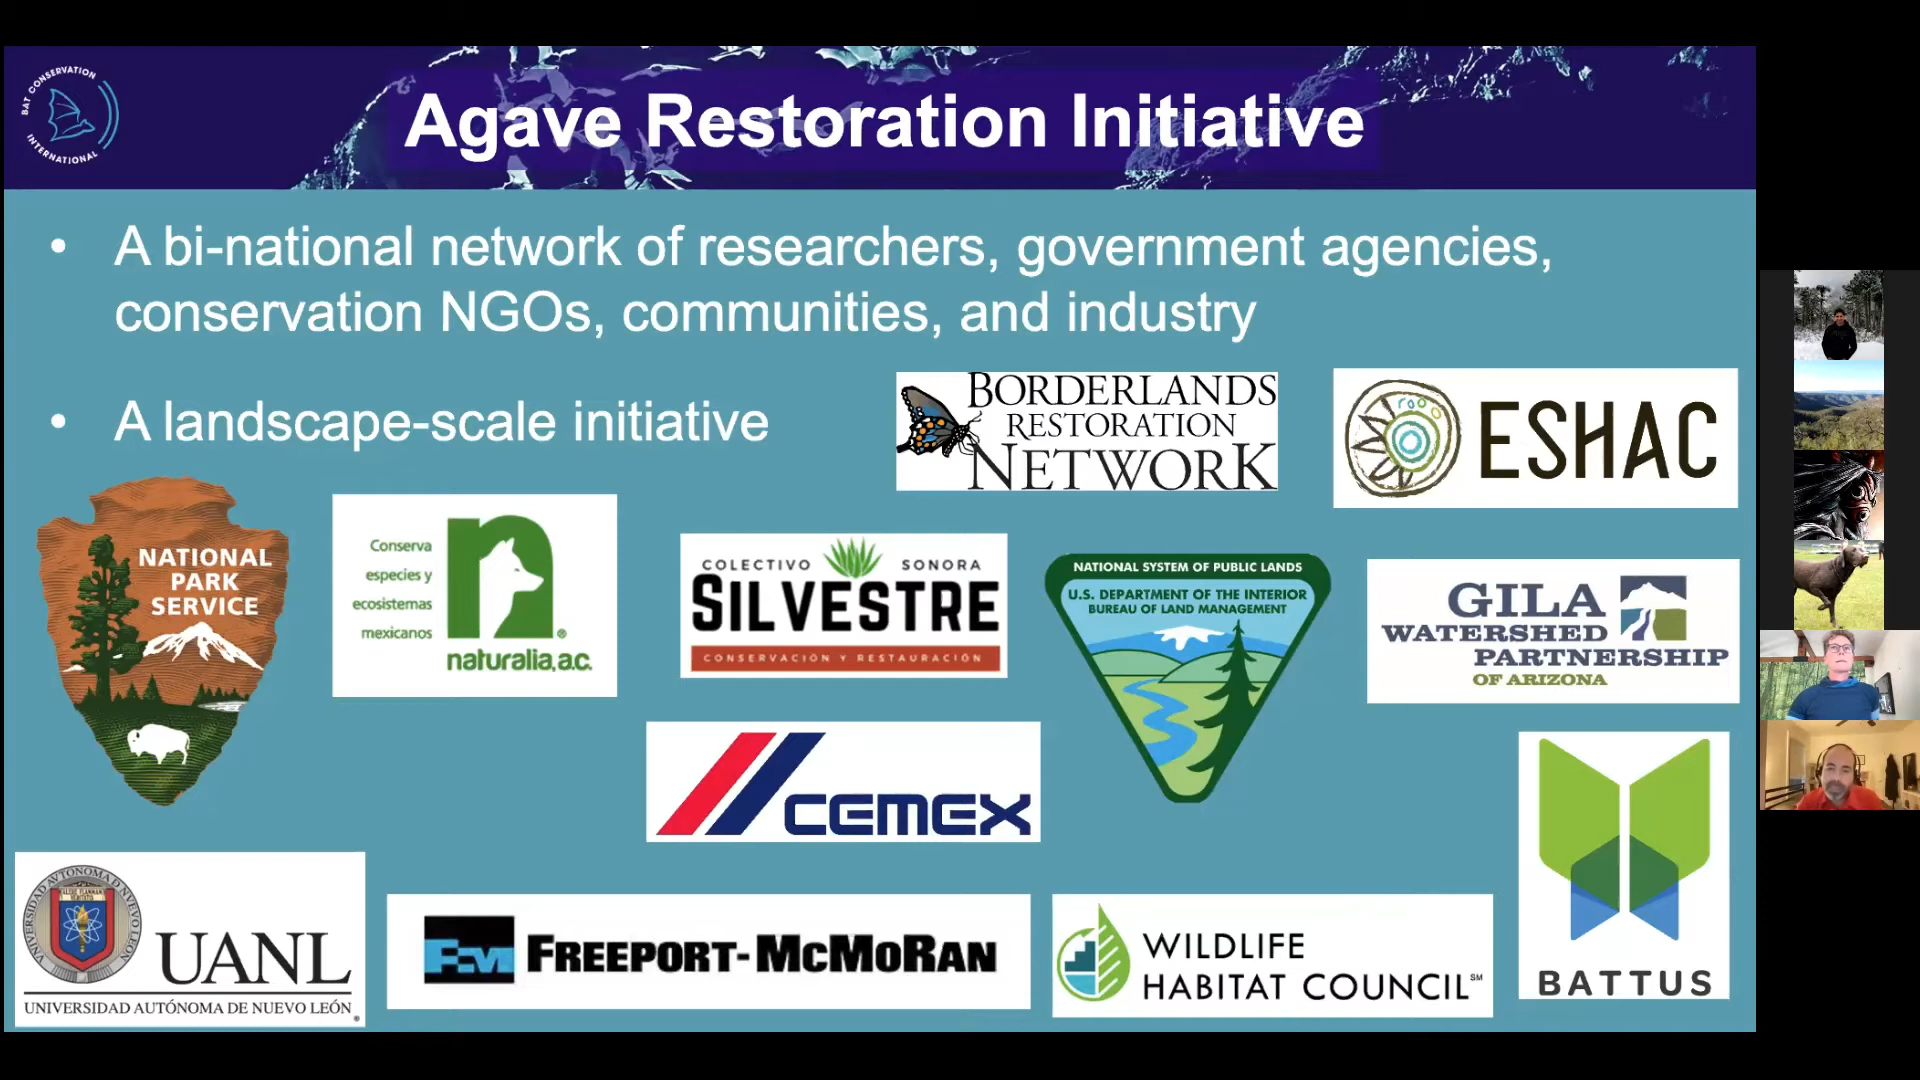 BAT CONSERVATION
INTERNATIONAL
Agave Restoration Initiative
• A bi-national network of researchers, government agencies,
conservation NGOs, communities, and industry
• A landscape-scale initiative
BORDERLANDS
RESTORATION
NETWORK
ESHAC
NATIONAL
PARK
SERVICE
Conserva
especies y
ecosistemas
mexicanos
naturalia, a.c.
COLECTIVO SONORA
SILVESTRE
CONSERVACIÓN Y RESTAURACIÓN
NATIONAL SYSTEM OF PUBLIC LANDS
U.S. DEPARTMENT OF THE INTERIOR
BUREAU OF LAND MANAGEMENT
GILA
WATERSHED
PARTNERSHIP
OF ARIZONA
CEMEX
BATTUS
UANL
UNIVERSIDAD AUTÓNOMA DE NUEVO LEÓN
FM FREEPORT-MCMORAN
WILDLIFE
HABITAT COUNCIL℠